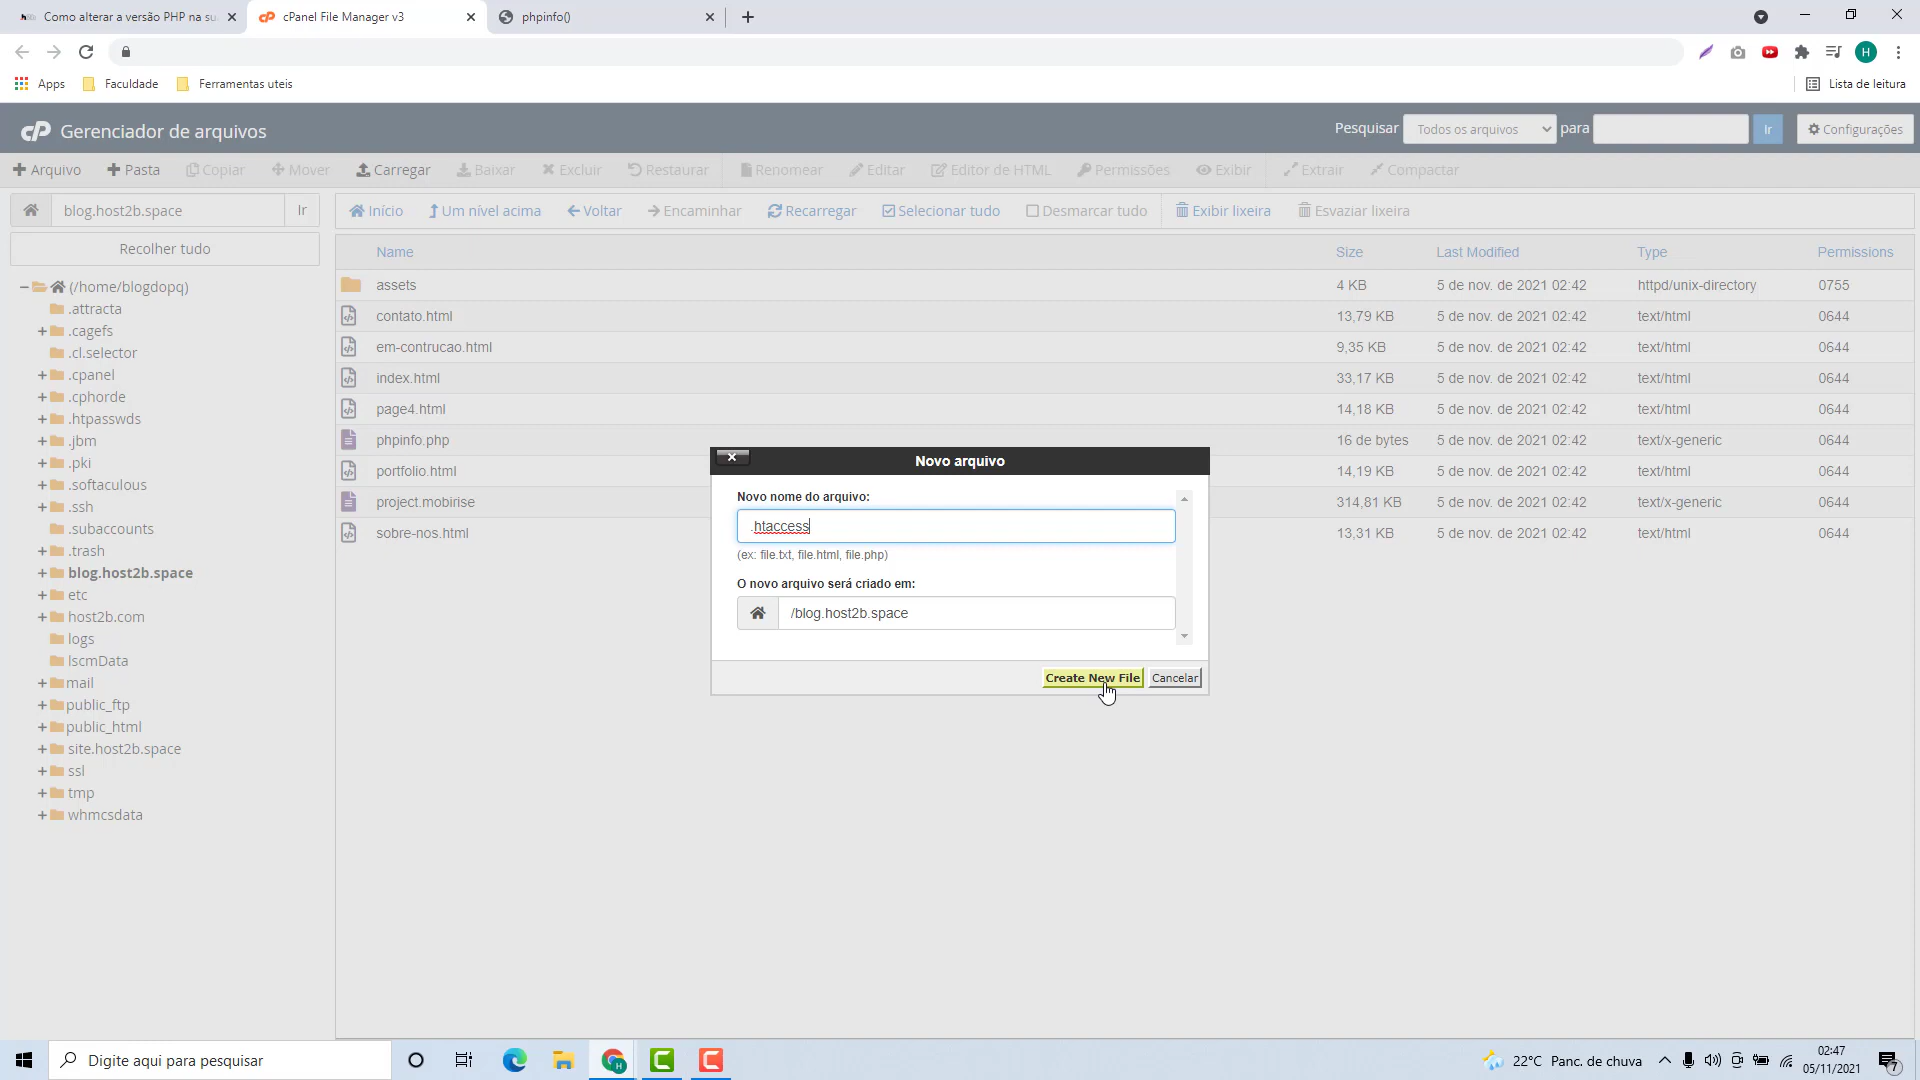 Como alterar a versão PHP na su
cPanel File Manager v3
phpinfo()
H
Apps
Faculdade
Ferramentas uteis
Lista de leitura
cP Gerenciador de arquivos
Pesquisar
Todos os arquivos
para
Ir
Configurações
Arquivo
Pasta
Copiar
Mover
Carregar
Baixar
Excluir
Restaurar
Renomear
Editar
Editor de HTML
Permissões
Exibir
Extrair
Compactar
blog.host2b.space
Ir
Início
Um nível acima
Voltar
Encaminhar
Recarregar
Selecionar tudo
Desmarcar tudo
Exibir lixeira
Esvaziar lixeira
Recolher tudo
(/home/blogdopq)
.attracta
.cagefs
.cl.selector
.cpanel
.cphorde
.htpasswds
.jbm
.pki
.softaculous
.ssh
.subaccounts
.trash
blog.host2b.space
etc
host2b.com
logs
lscmData
mail
public_ftp
public_html
site.host2b.space
ssl
tmp
whmcsdata
Name Size Last Modified Type Permissions
assets 4 KB 5 de nov. de 2021 02:42 httpd/unix-directory 0755
contato.html 13,79 KB 5 de nov. de 2021 02:42 text/html 0644
em-contrucao.html 9,35 KB 5 de nov. de 2021 02:42 text/html 0644
index.html 33,17 KB 5 de nov. de 2021 02:42 text/html 0644
page4.html 14,18 KB 5 de nov. de 2021 02:42 text/html 0644
phpinfo.php 16 de bytes 5 de nov. de 2021 02:42 text/x-generic 0644
portfolio.html 14,19 KB 5 de nov. de 2021 02:42 text/html 0644
project.mobirise 314,81 KB 5 de nov. de 2021 02:42 text/x-generic 0644
sobre-nos.html 13,31 KB 5 de nov. de 2021 02:42 text/html 0644
Novo arquivo
Novo nome do arquivo:
.htaccess
(ex: file.txt, file.html, file.php)
O novo arquivo será criado em:
/blog.host2b.space
Create New File
Cancelar
Digite aqui para pesquisar
22°C Panc. de chuva
02:47
05/11/2021
7